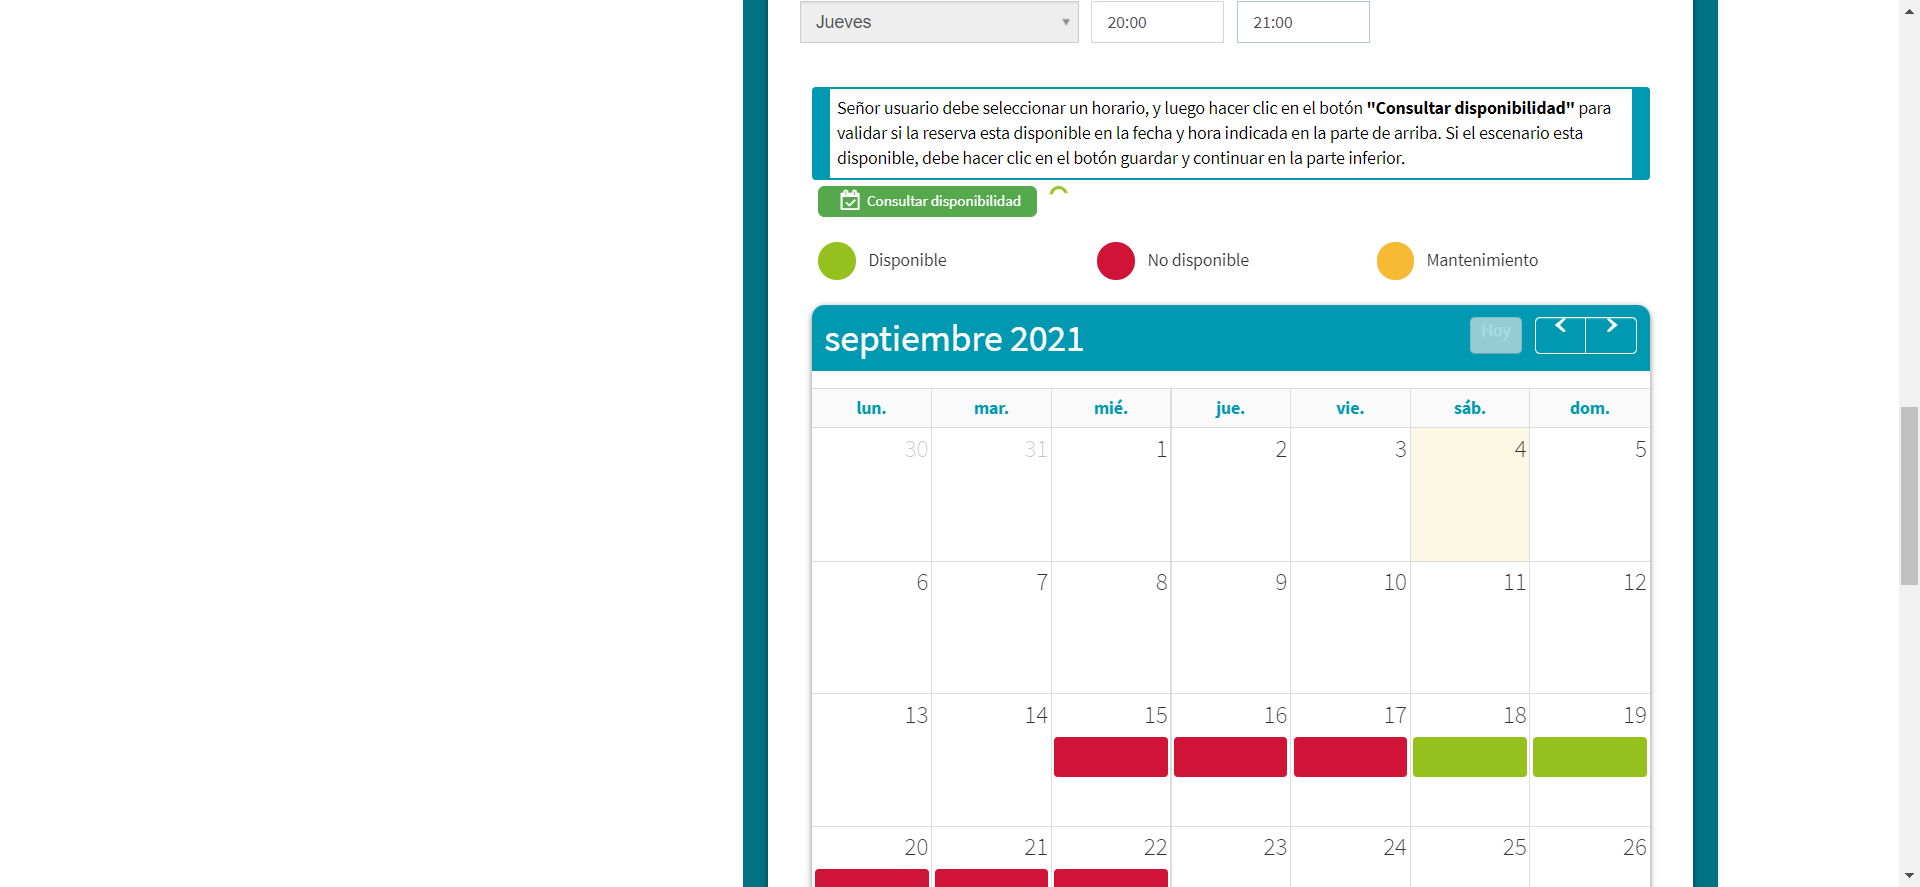 Jueves 20:00 21:00
Señor usuario debe seleccionar un horario, y luego hacer clic en el botón "Consultar disponibilidad" para
validar si la reserva esta disponible en la fecha y hora indicada en la parte de arriba. Si el escenario esta
disponible, debe hacer clic en el botón guardar y continuar en la parte inferior.
Consultar disponibilidad
Disponible No disponible Mantenimiento
septiembre 2021 Hoy
lun. mar. mié. jue. vie. sáb. dom.
30 31 1 2 3 4 5
6 7 8 9 10 11 12
13 14 15 16 17 18 19
20 21 22 23 24 25 26